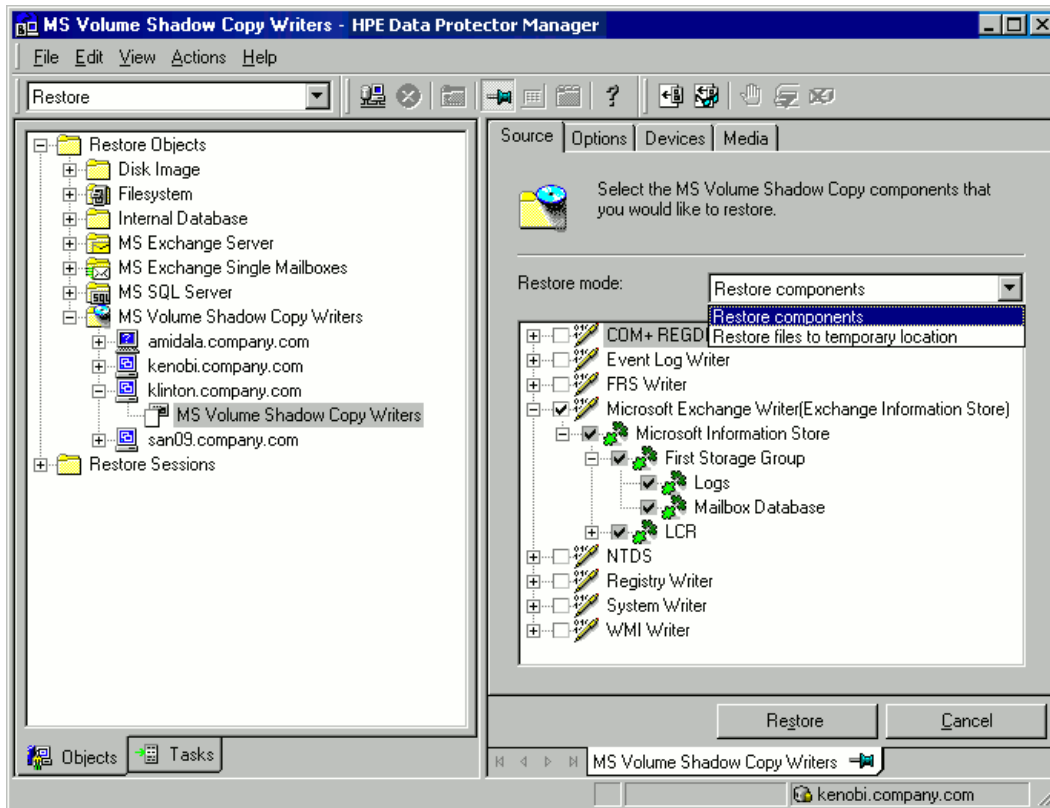 MS Volume Shadow Copy Writers - HPE Data Protector Manager
File Edit View Actions Help
Restore
Restore Objects
Disk Image
Filesystem
Internal Database
MS Exchange Server
MS Exchange Single Mailboxes
MS SQL Server
MS Volume Shadow Copy Writers
amidala.company.com
kenobi.company.com
klinton.company.com
MS Volume Shadow Copy Writers
san09.company.com
Restore Sessions
Objects Tasks
Source Options Devices Media
Select the MS Volume Shadow Copy components that
you would like to restore.
Restore mode: Restore components
Restore components
Restore files to temporary location
COM+ REGD
Event Log Writer
FRS Writer
Microsoft Exchange Writer(Exchange Information Store)
Microsoft Information Store
First Storage Group
Logs
Mailbox Database
LCR
NTDS
Registry Writer
System Writer
WMI Writer
Restore Cancel
MS Volume Shadow Copy Writers
kenobi.company.com